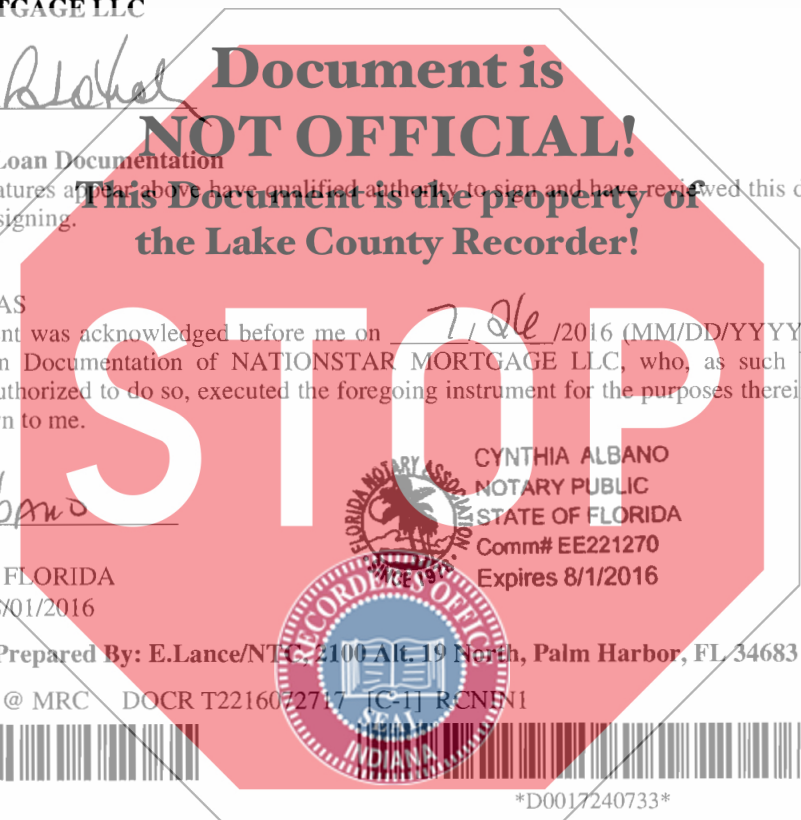 TGAGE LLC
Document is
NOT OFFICIAL!
Loan Documentation
atures appear above have qualified authority to sign and have reviewed this d
signing.
This Document is the property of
the Lake County Recorder!
AS
ent was acknowledged before me on 7/26/2016 (MM/DD/YYYY
n Documentation of NATIONSTAR MORTGAGE LLC, who, as such
uthorized to do so, executed the foregoing instrument for the purposes therei
n to me.
STOP
CYNTHIA ALBANO
NOTARY PUBLIC
STATE OF FLORIDA
Comm# EE221270
Expires 8/1/2016
FLORIDA NOTARY ASSOCIATION
SINCE 1978
FLORIDA
/01/2016
RECORDER'S OFFICE
SEAL
INDIANA
Prepared By: E.Lance/NTC, 2100 Alt. 19 North, Palm Harbor, FL 34683
@ MRC DOCR T2216072717 [C-1] RCNIN1
*D0017240733*